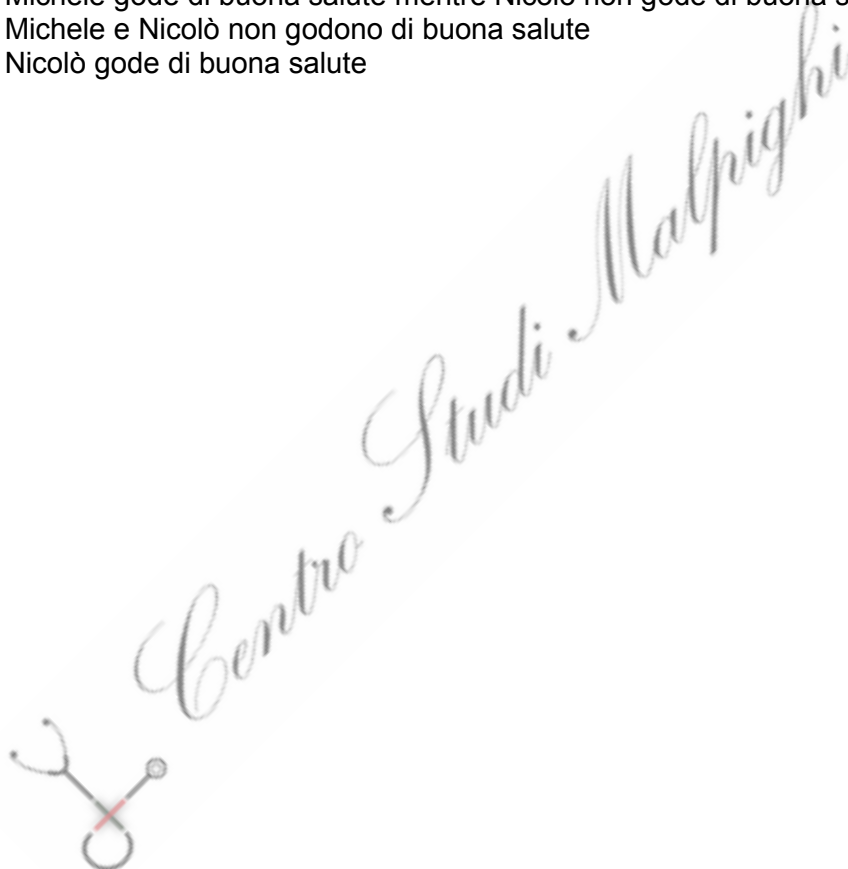 Michele gode di buona salute mentre Nicolò non gode di buona
Michele e Nicolò non godono di buona salute
Nicolò gode di buona salute
Centro Studi Malpighi